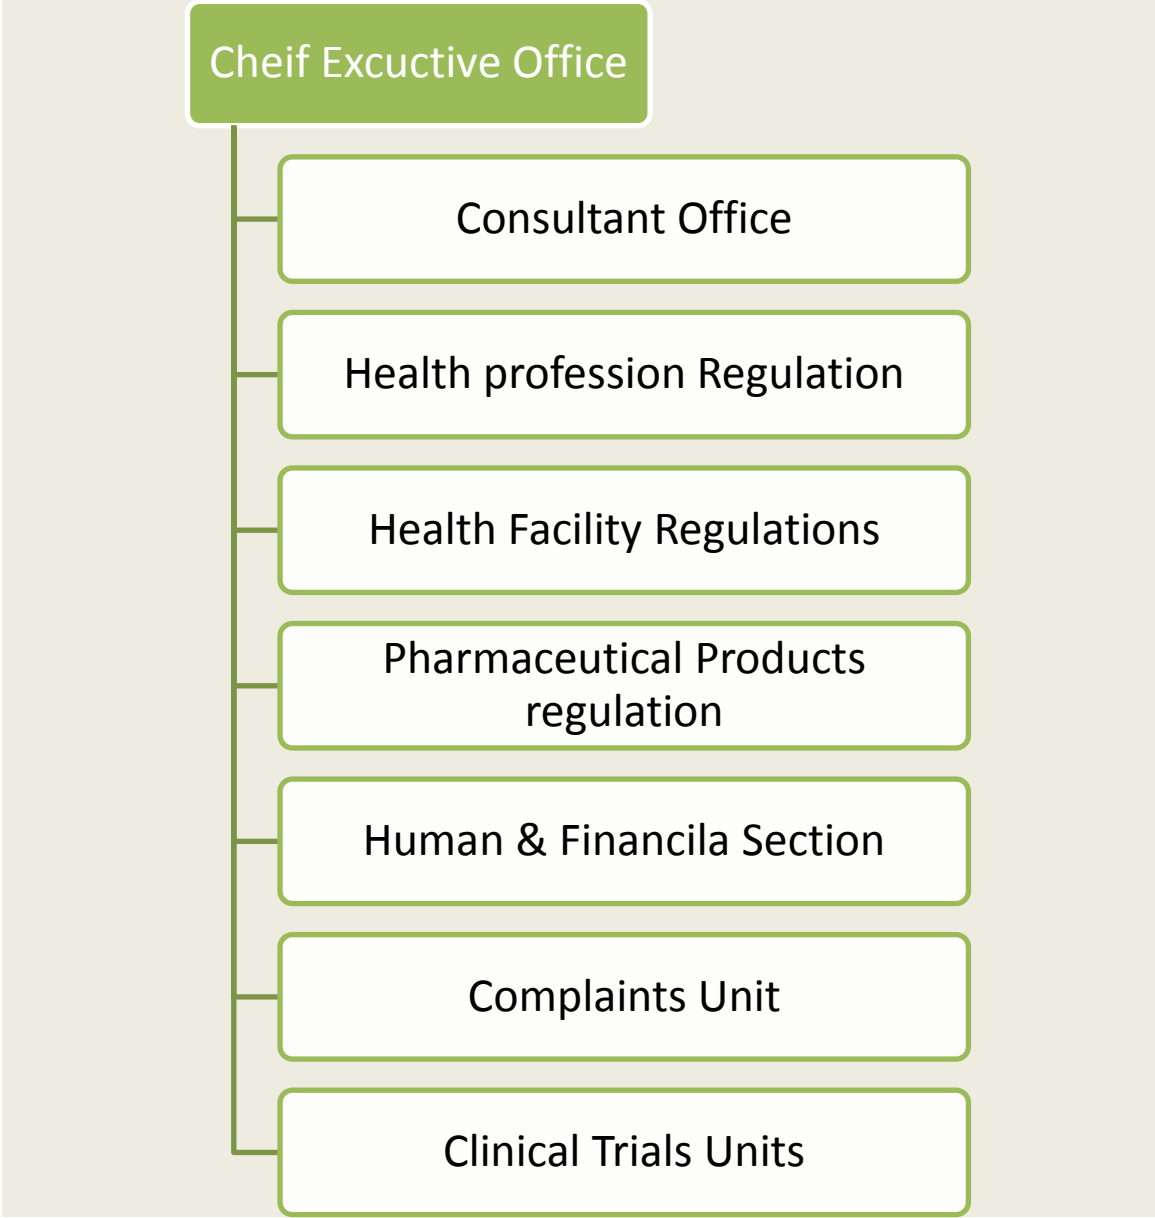 Cheif Excuctive Office
Consultant Office
Health profession Regulation
Health Facility Regulations
Pharmaceutical Products
regulation
Human & Financila Section
Complaints Unit
Clinical Trials Units